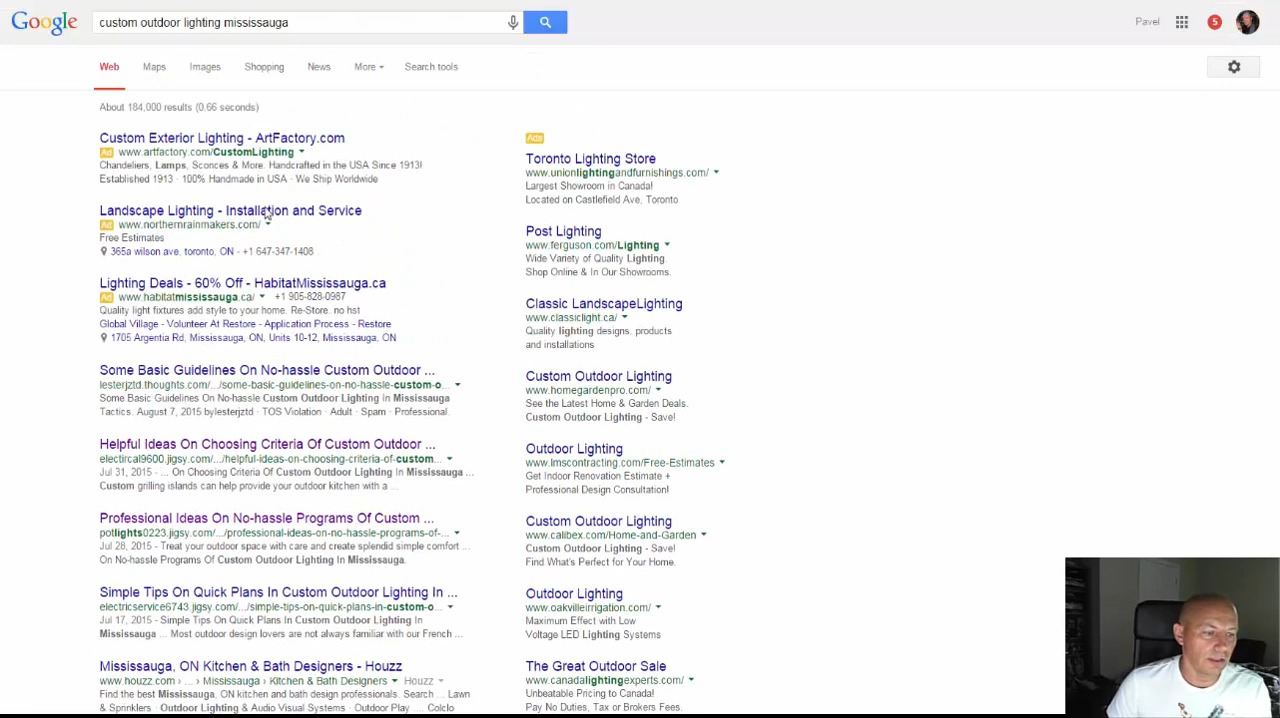 Google
custom outdoor lighting mississauga
Pavel
5
Web Maps Images Shopping News More Search tools
About 184,000 results (0.66 seconds)
Custom Exterior Lighting - ArtFactory.com
Ad www.artfactory.com/CustomLighting
Chandeliers, Lamps, Sconces & More. Handcrafted in the USA Since 1913!
Established 1913 · 100% Handmade in USA · We Ship Worldwide
Landscape Lighting - Installation and Service
Ad www.northernrainmakers.com/
Free Estimates
365a wilson ave, toronto, ON - +1 647-347-1408
Lighting Deals - 60% Off - HabitatMississauga.ca
Ad www.habitatmississauga.ca/ +1 905-828-0987
Quality light fixtures add style to your home. Re-Store. no hst
Global Village - Volunteer At Restore - Application Process - Restore
1705 Argentia Rd, Mississauga, ON, Units 10-12, Mississauga, ON
Some Basic Guidelines On No-hassle Custom Outdoor ...
lesterjztd.thoughts.com/.../some-basic-guidelines-on-no-hassle-custom-o...
Some Basic Guidelines On No-hassle Custom Outdoor Lighting In Mississauga
Tactics. August 7, 2015 bylesterjztd · TOS Violation · Adult · Spam · Professional.
Helpful Ideas On Choosing Criteria Of Custom Outdoor ...
electrical9600.jigsy.com/.../helpful-ideas-on-choosing-criteria-of-custom...
Jul 31, 2015 - ... On Choosing Criteria Of Custom Outdoor Lighting In Mississauga ...
Custom grilling islands can help provide your outdoor kitchen with a ...
Professional Ideas On No-hassle Programs Of Custom ...
potlights0223.jigsy.com/.../professional-ideas-on-no-hassle-programs-of-...
Jul 28, 2015 - Treat your outdoor space with care and create splendid simple comfort ...
On No-hassle Programs Of Custom Outdoor Lighting In Mississauga.
Simple Tips On Quick Plans In Custom Outdoor Lighting In ...
electricservice6743.jigsy.com/.../simple-tips-on-quick-plans-in-custom-o...
Jul 17, 2015 - Simple Tips On Quick Plans In Custom Outdoor Lighting In
Mississauga ... Most outdoor design lovers are not always familiar with our French ...
Mississauga, ON Kitchen & Bath Designers - Houzz
www.houzz.com › ... › Mississauga › Kitchen & Bath Designers Houzz
Find the best Mississauga, ON kitchen and bath design professionals. Search ... Lawn
& Sprinklers · Outdoor Lighting & Audio Visual Systems · Outdoor Play ... Colclo
Ads
Toronto Lighting Store
www.unionlightingandfurnishings.com/
Largest Showroom in Canada!
Located on Castlefield Ave, Toronto
Post Lighting
www.ferguson.com/Lighting
Wide Variety of Quality Lighting.
Shop Online & In Our Showrooms.
Classic LandscapeLighting
www.classiclight.ca/
Quality lighting designs, products
and installations
Custom Outdoor Lighting
www.homegardenpro.com/
See the Latest Home & Garden Deals.
Custom Outdoor Lighting - Save!
Outdoor Lighting
www.lmscontracting.com/Free-Estimates
Get Indoor Renovation Estimate +
Professional Design Consultation!
Custom Outdoor Lighting
www.calibex.com/Home-and-Garden
Custom Outdoor Lighting - Save!
Find What's Perfect for Your Home.
Outdoor Lighting
www.oakvilleirrigation.com/
Maximum Effect with Low
Voltage LED Lighting Systems
The Great Outdoor Sale
www.canadalightingexperts.com/
Unbeatable Pricing to Canada!
Pay No Duties, Tax or Brokers Fees.